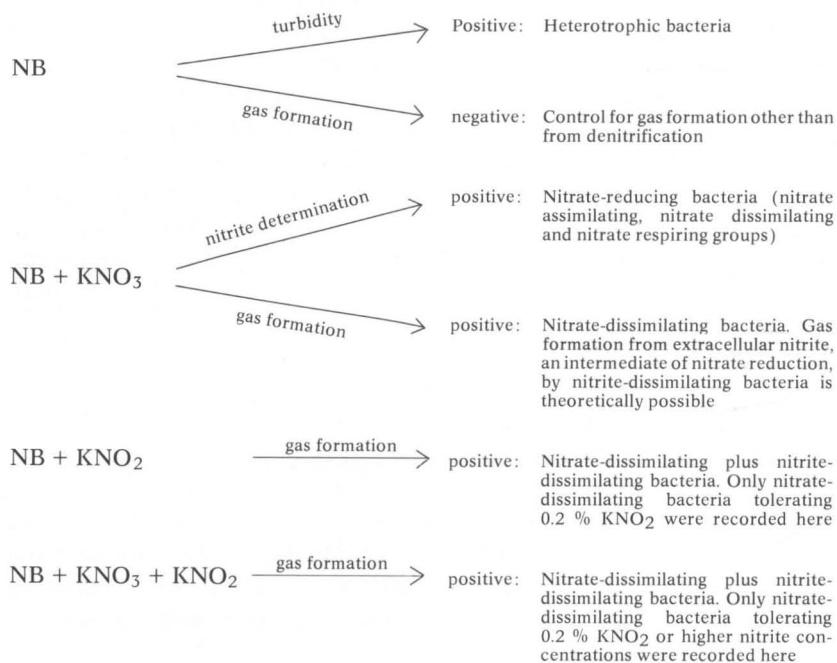 turbidity
Positive: Heterotrophic bacteria
NB
gas formation
negative: Control for gas formation other than
from denitrification
nitrite determination
positive: Nitrate-reducing bacteria (nitrate
assimilating, nitrate dissimilating
and nitrate respiring groups)
NB + KNO3
gas formation
positive: Nitrate-dissimilating bacteria. Gas
formation from extracellular nitrite,
an intermediate of nitrate reduction,
by nitrite-dissimilating bacteria is
theoretically possible
NB + KNO2
gas formation
positive: Nitrate-dissimilating plus nitrite-
dissimilating bacteria. Only nitrate-
dissimilating bacteria tolerating
0.2 % KNO2 were recorded here
NB + KNO3 + KNO2
gas formation
positive: Nitrate-dissimilating plus nitrite-
dissimilating bacteria. Only nitrate-
dissimilating bacteria tolerating
0.2 % KNO2 or higher nitrite con-
centrations were recorded here